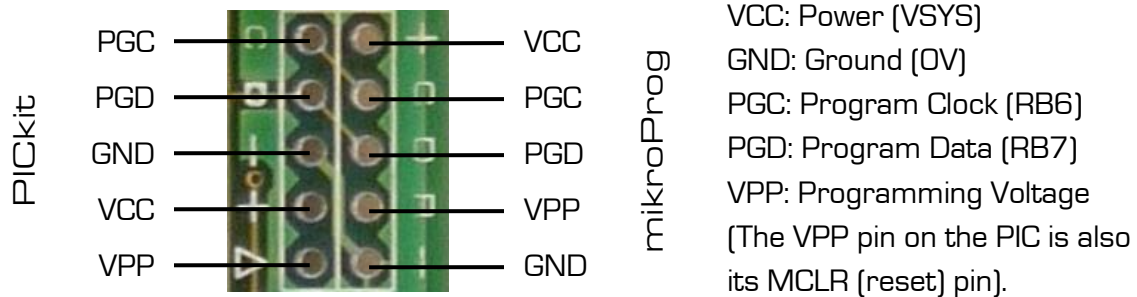 PICkit
PGC
PGD
GND
VCC
VPP
C
D
-
+
+
C
D
P
-
VCC
PGC
PGD
VPP
GND
mikroProg
VCC: Power (VSYS)
GND: Ground (0V)
PGC: Program Clock (RB6)
PGD: Program Data (RB7)
VPP: Programming Voltage
(The VPP pin on the PIC is also
its MCLR (reset) pin).